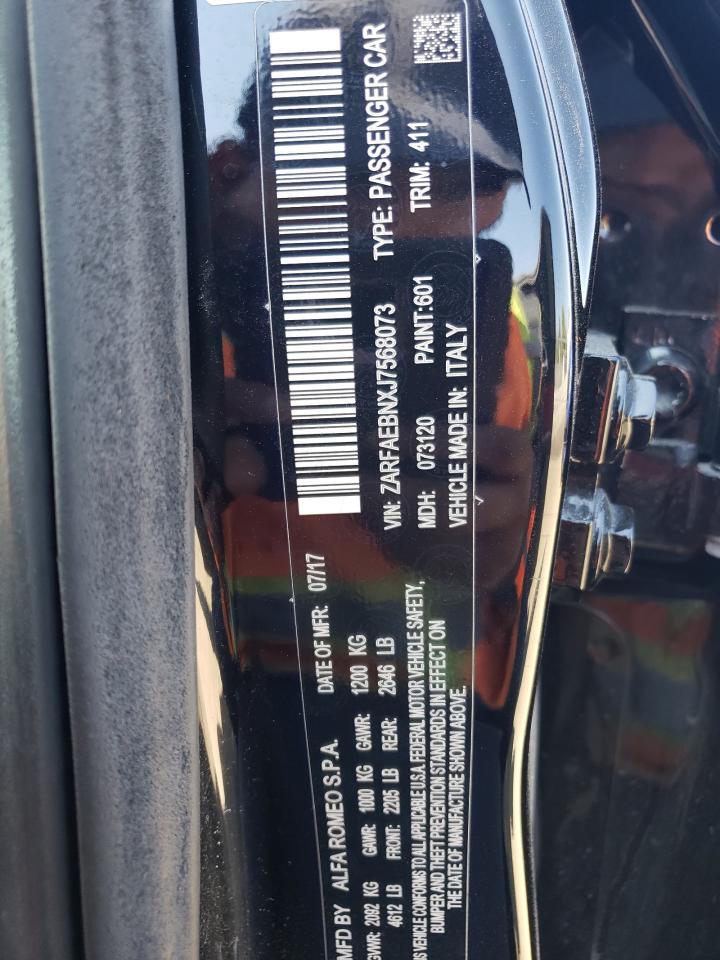 MFD BY ALFA ROMEO S.P.A. DATE OF MFR: 07/17
GVWR: 2092 KG GAWR: 1000 KG GAWR: 1200 KG
4612 LB FRONT: 2205 LB REAR: 2646 LB
VEHICLE CONFORMS TO ALL APPLICABLE U.S.A. FEDERAL MOTOR VEHICLE SAFETY,
BUMPER AND THEFT PREVENTION STANDARDS IN EFFECT ON
THE DATE OF MANUFACTURE SHOWN ABOVE.
VIN: ZARFAEBNXJ7568073 TYPE: PASSENGER CAR
MDH: 073120 PAINT:601 TRIM: 411
VEHICLE MADE IN: ITALY